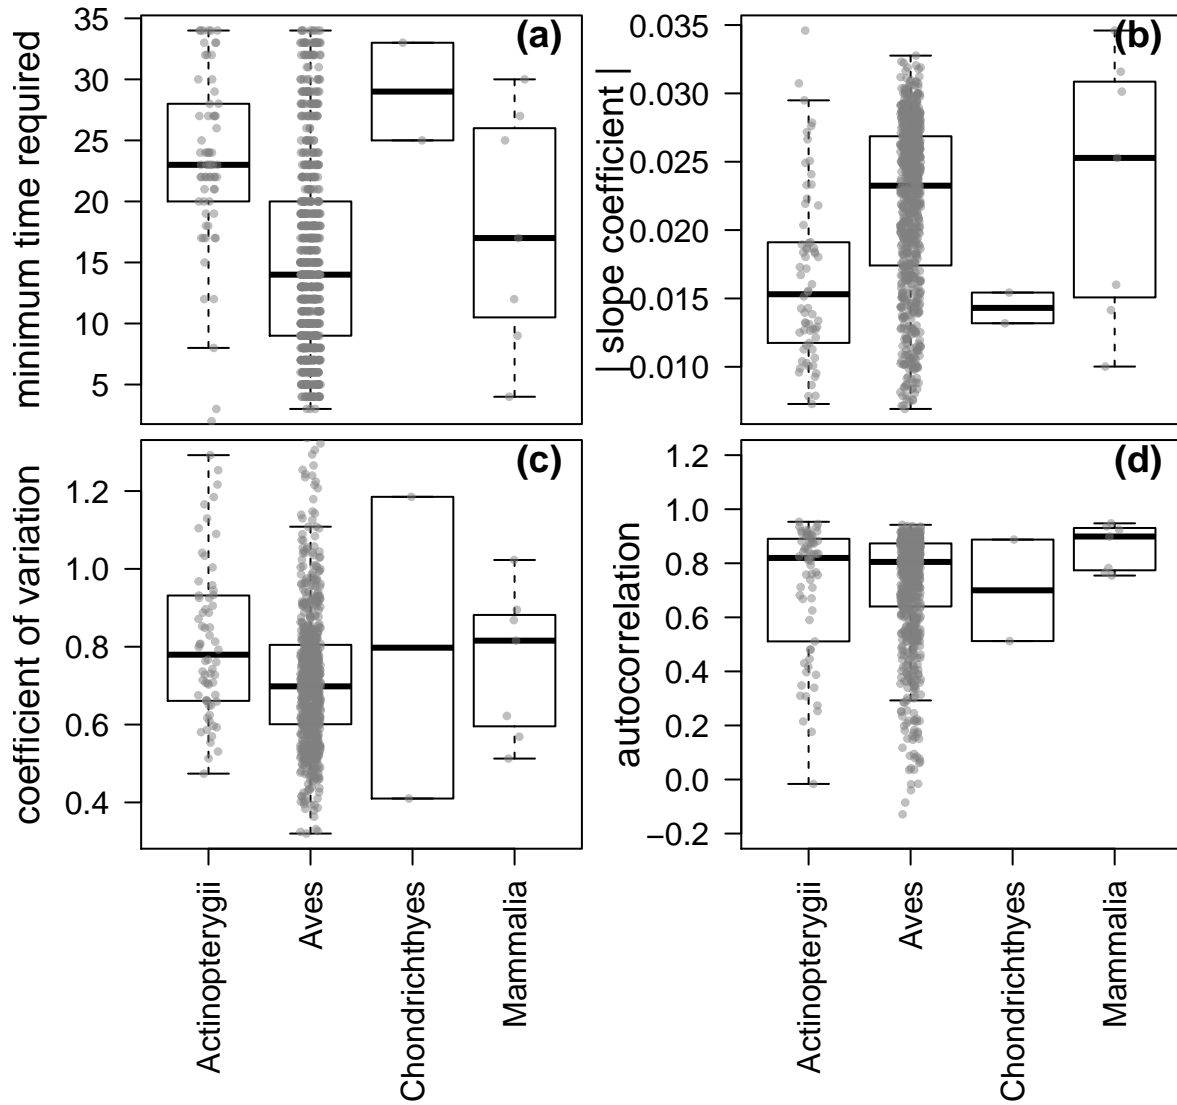 (a)
minimum time required
35
30
25
20
15
10
5
(b)
| slope coefficient |
0.035
0.030
0.025
0.020
0.015
0.010
(c)
coefficient of variation
1.2
1.0
0.8
0.6
0.4
(d)
autocorrelation
1.2
1.0
0.8
0.6
0.4
0.2
0.0
−0.2
Actinopterygii
Aves
Chondrichthyes
Mammalia
Actinopterygii
Aves
Chondrichthyes
Mammalia